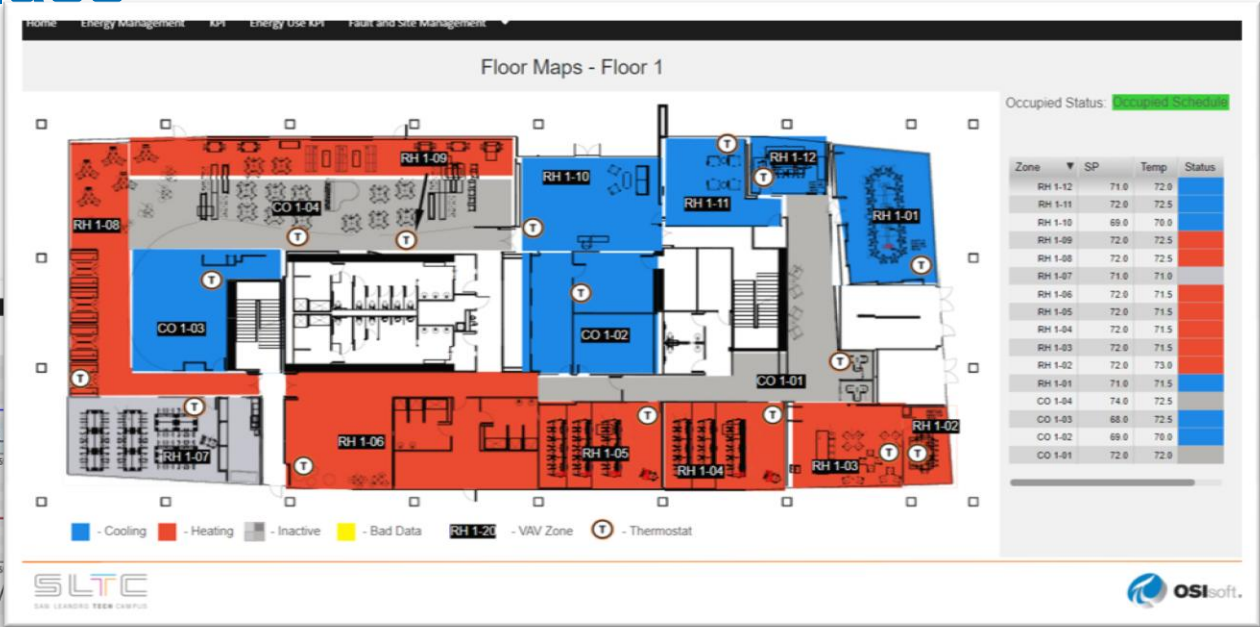 Home Energy Management KPI Energy Use KPI Fault and Site Management
Floor Maps - Floor 1
Occupied Status: Occupied Schedule
Zone ▼ SP Temp Status
RH 1-12 71.0 72.0
RH 1-11 72.0 72.5
RH 1-10 69.0 70.0
RH 1-09 72.0 72.5
RH 1-08 72.0 72.5
RH 1-07 71.0 71.0
RH 1-06 72.0 71.5
RH 1-05 72.0 71.5
RH 1-04 72.0 71.5
RH 1-03 72.0 71.5
RH 1-02 72.0 73.0
RH 1-01 71.0 71.5
CO 1-04 74.0 72.5
CO 1-03 68.0 72.5
CO 1-02 69.0 70.0
CO 1-01 72.0 72.0
T
RH 1-09
RH 1-12
T
RH 1-10
RH 1-11
CO 1-04
RH 1-01
RH 1-08
T
T
T
T
T
T
CO 1-03
CO 1-02
T
T
CO 1-01
T
T
T
RH 1-02
RH 1-06
RH 1-05
RH 1-07
T
T
T
RH 1-04
RH 1-03
- Cooling - Heating - Inactive - Bad Data RH 1-20 - VAV Zone T - Thermostat
SLTC
SAN LEANDRO TECH CAMPUS
OSIsoft.